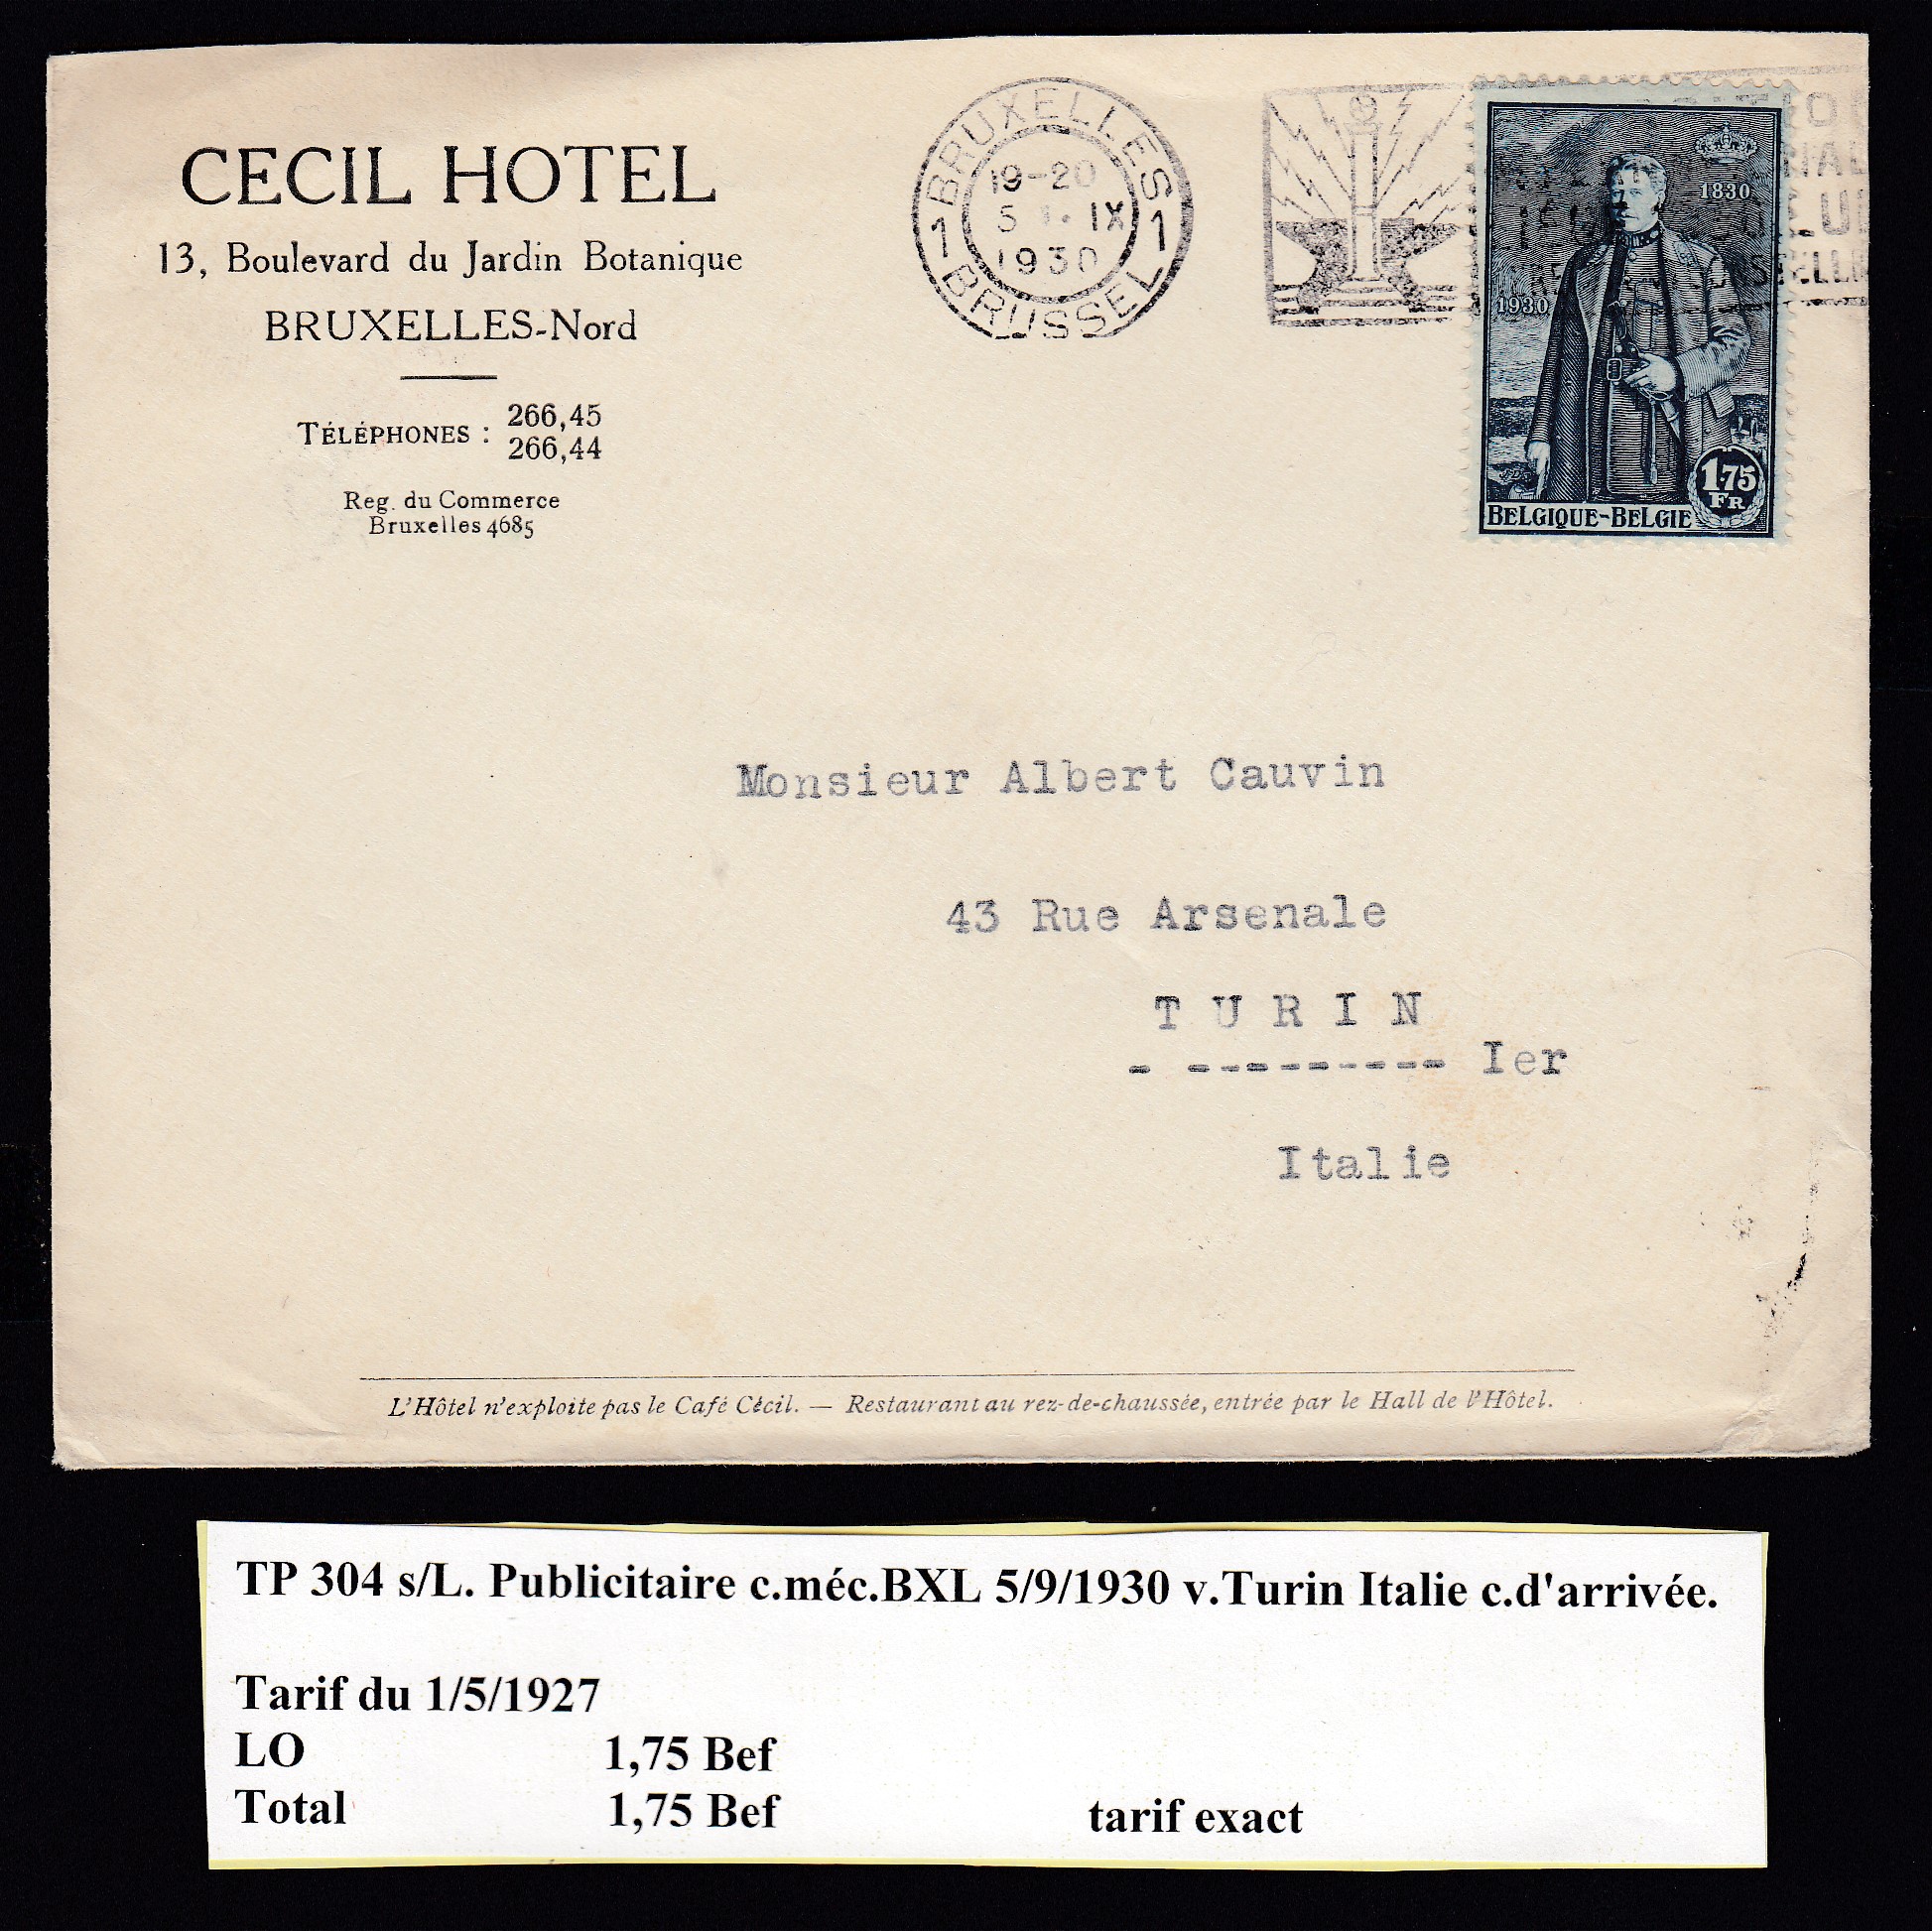 CECIL HOTEL
13, Boulevard du Jardin Botanique
BRUXELLES-Nord
TÉLÉPHONES : 266,45
266,44
Reg. du Commerce
Bruxelles 4685
1 BRUXELLES 1
19-20
5 IX
1930
BRUSSEL
1830
1930
1.75
FR
BELGIQUE-BELGIE
Monsieur Albert Cauvin
43 Rue Arsenale
T U R I N
- --------- Ier
Italie
L'Hôtel n'exploite pas le Café Cécil. — Restaurant au rez-de-chaussée, entrée par le Hall de l'Hôtel.
TP 304 s/L. Publicitaire c.méc.BXL 5/9/1930 v.Turin Italie c.d'arrivée.
Tarif du 1/5/1927
LO 1,75 Bef
Total 1,75 Bef tarif exact